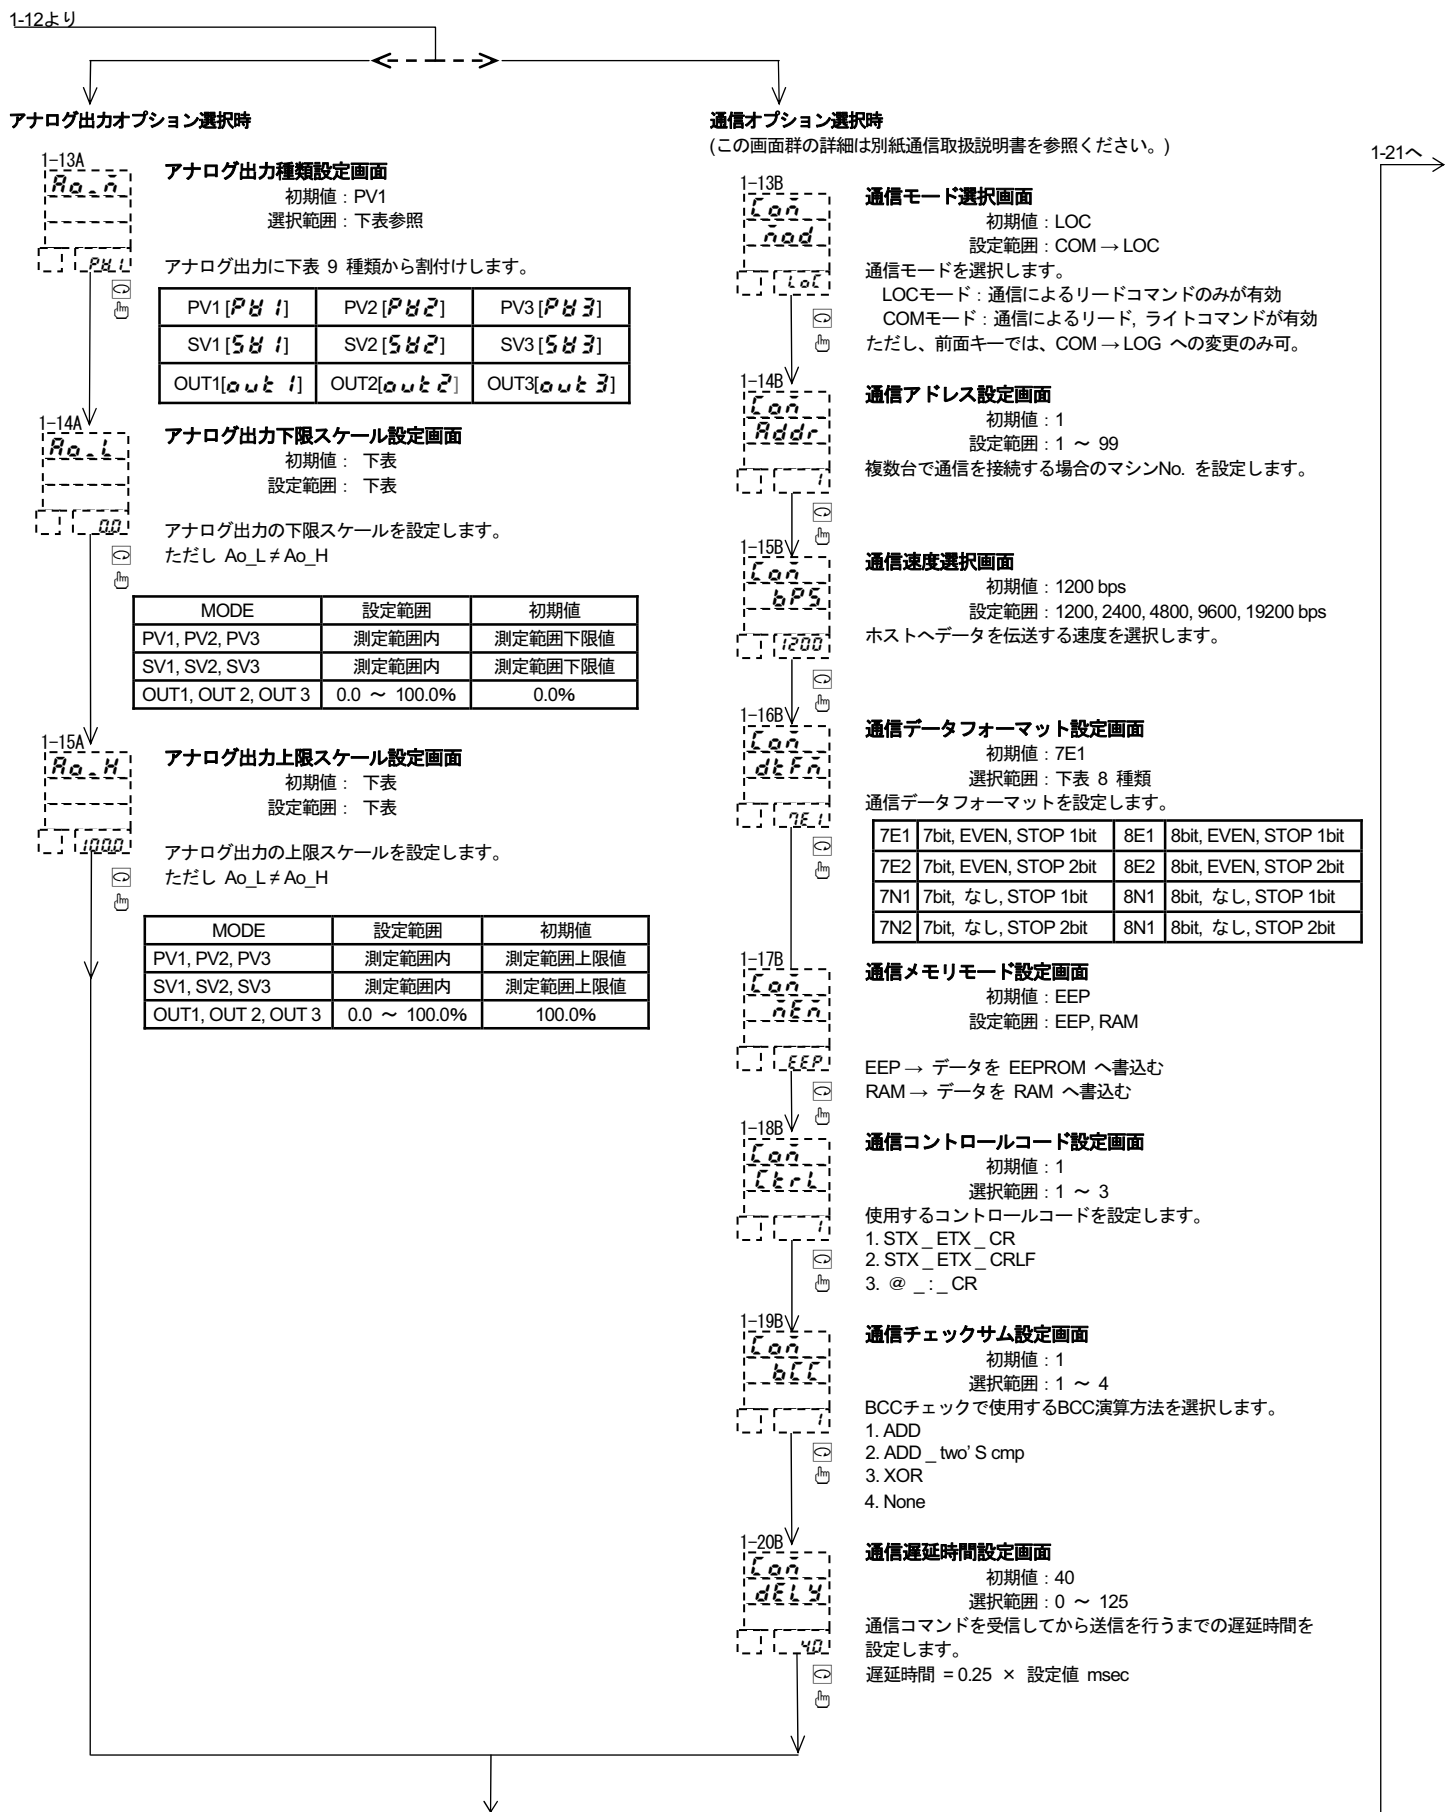 1-12より
アナログ出力オプション選択時
1-13A
Ao_m
PV1
アナログ出力種類設定画面
初期値：PV1
選択範囲：下表参照
アナログ出力に下表 9 種類から割付けします。
PV1 [PV1] PV2 [PV2] PV3 [PV3]
SV1 [SV1] SV2 [SV2] SV3 [SV3]
OUT1[out1] OUT2[out2] OUT3[out3]
1-14A
Ao_L
0.0
アナログ出力下限スケール設定画面
初期値： 下表
設定範囲： 下表
アナログ出力の下限スケールを設定します。
ただし Ao_L ≠ Ao_H
MODE 設定範囲 初期値
PV1, PV2, PV3 測定範囲内 測定範囲下限値
SV1, SV2, SV3 測定範囲内 測定範囲下限値
OUT1, OUT 2, OUT 3 0.0 ～ 100.0% 0.0%
1-15A
Ao_H
100.0
アナログ出力上限スケール設定画面
初期値： 下表
設定範囲： 下表
アナログ出力の上限スケールを設定します。
ただし Ao_L ≠ Ao_H
MODE 設定範囲 初期値
PV1, PV2, PV3 測定範囲内 測定範囲上限値
SV1, SV2, SV3 測定範囲内 測定範囲上限値
OUT1, OUT 2, OUT 3 0.0 ～ 100.0% 100.0%
通信オプション選択時
(この画面群の詳細は別紙通信取扱説明書を参照ください。)
1-21へ
1-13B
Com
mod
LoC
通信モード選択画面
初期値：LOC
設定範囲：COM → LOC
通信モードを選択します。
LOCモード：通信によるリードコマンドのみが有効
COMモード：通信によるリード, ライトコマンドが有効
ただし、前面キーでは、COM → LOG への変更のみ可。
1-14B
Com
Addr
1
通信アドレス設定画面
初期値：1
設定範囲：1 ～ 99
複数台で通信を接続する場合のマシンNo. を設定します。
1-15B
Com
bPS
1200
通信速度選択画面
初期値：1200 bps
設定範囲：1200, 2400, 4800, 9600, 19200 bps
ホストへデータを伝送する速度を選択します。
1-16B
Com
dtFm
7E1
通信データフォーマット設定画面
初期値：7E1
選択範囲：下表 8 種類
通信データフォーマットを設定します。
7E1 7bit, EVEN, STOP 1bit 8E1 8bit, EVEN, STOP 1bit
7E2 7bit, EVEN, STOP 2bit 8E2 8bit, EVEN, STOP 2bit
7N1 7bit, なし, STOP 1bit 8N1 8bit, なし, STOP 1bit
7N2 7bit, なし, STOP 2bit 8N1 8bit, なし, STOP 2bit
1-17B
Com
mEm
EEP
通信メモリモード設定画面
初期値：EEP
設定範囲：EEP, RAM
EEP → データを EEPROM へ書込む
RAM → データを RAM へ書込む
1-18B
Com
CtrL
1
通信コントロールコード設定画面
初期値：1
選択範囲：1 ～ 3
使用するコントロールコードを設定します。
1. STX _ ETX _ CR
2. STX _ ETX _ CRLF
3. @ _ : _ CR
1-19B
Com
bCC
1
通信チェックサム設定画面
初期値：1
選択範囲：1 ～ 4
BCCチェックで使用するBCC演算方法を選択します。
1. ADD
2. ADD _ two' S cmp
3. XOR
4. None
1-20B
Com
dELY
40
通信遅延時間設定画面
初期値：40
選択範囲：0 ～ 125
通信コマンドを受信してから送信を行うまでの遅延時間を
設定します。
遅延時間 = 0.25 × 設定値 msec